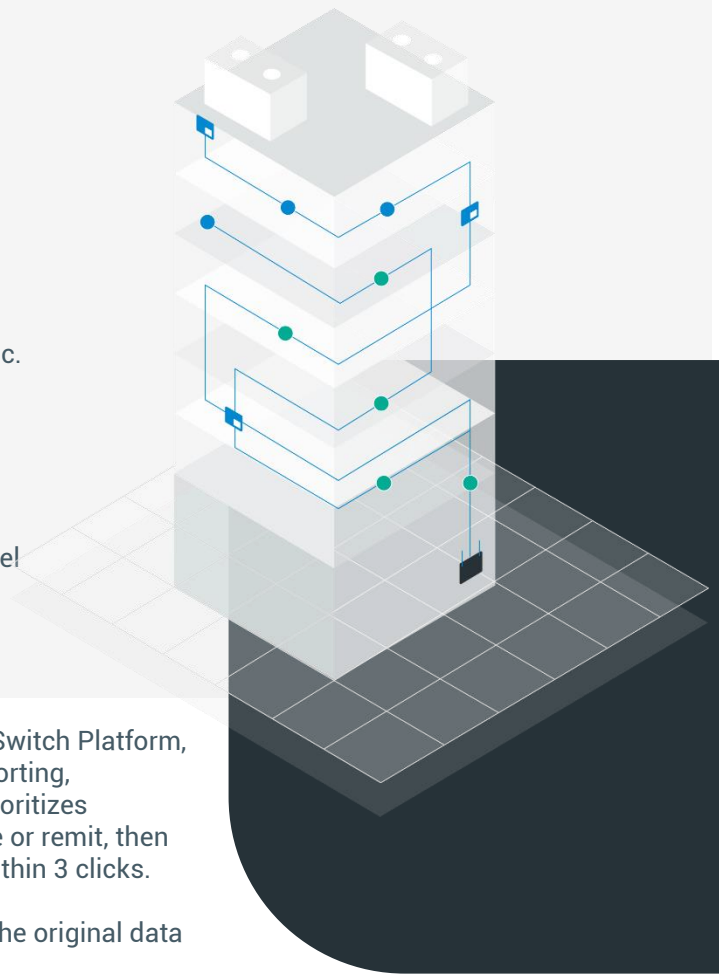 c.
el
Switch Platform,
orting,
oritizes
e or remit, then
thin 3 clicks.
he original data